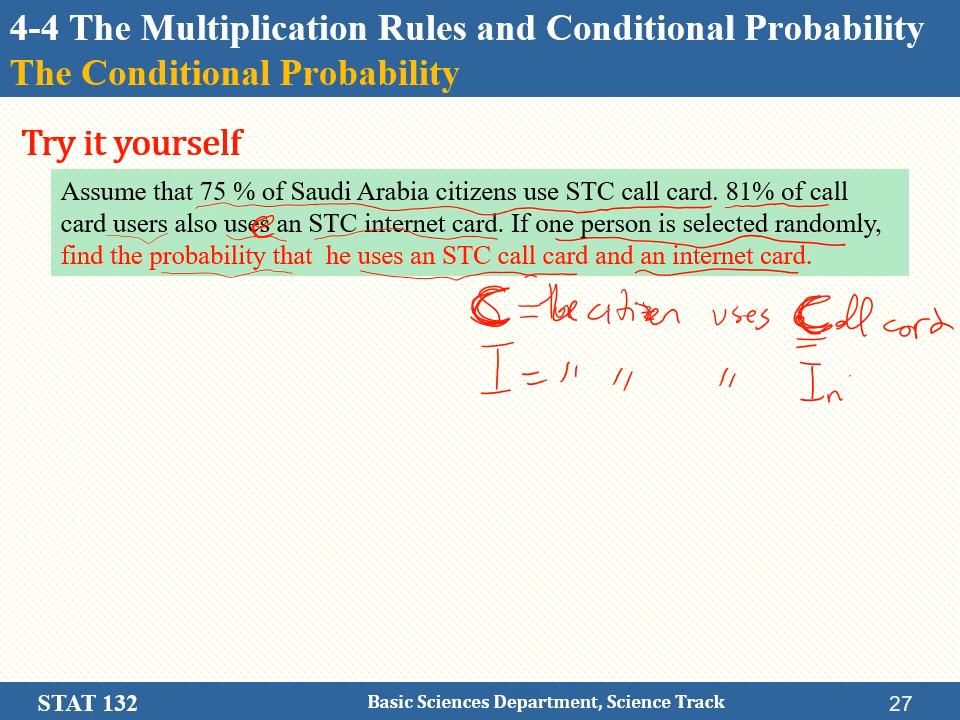 4-4 The Multiplication Rules and Conditional Probability
The Conditional Probability
Try it yourself
Assume that 75 % of Saudi Arabia citizens use STC call card. 81% of call
card users also uses an STC internet card. If one person is selected randomly,
find the probability that he uses an STC call card and an internet card.
C = the citizen uses Call card
I = " " " In
STAT 132
Basic Sciences Department, Science Track
27